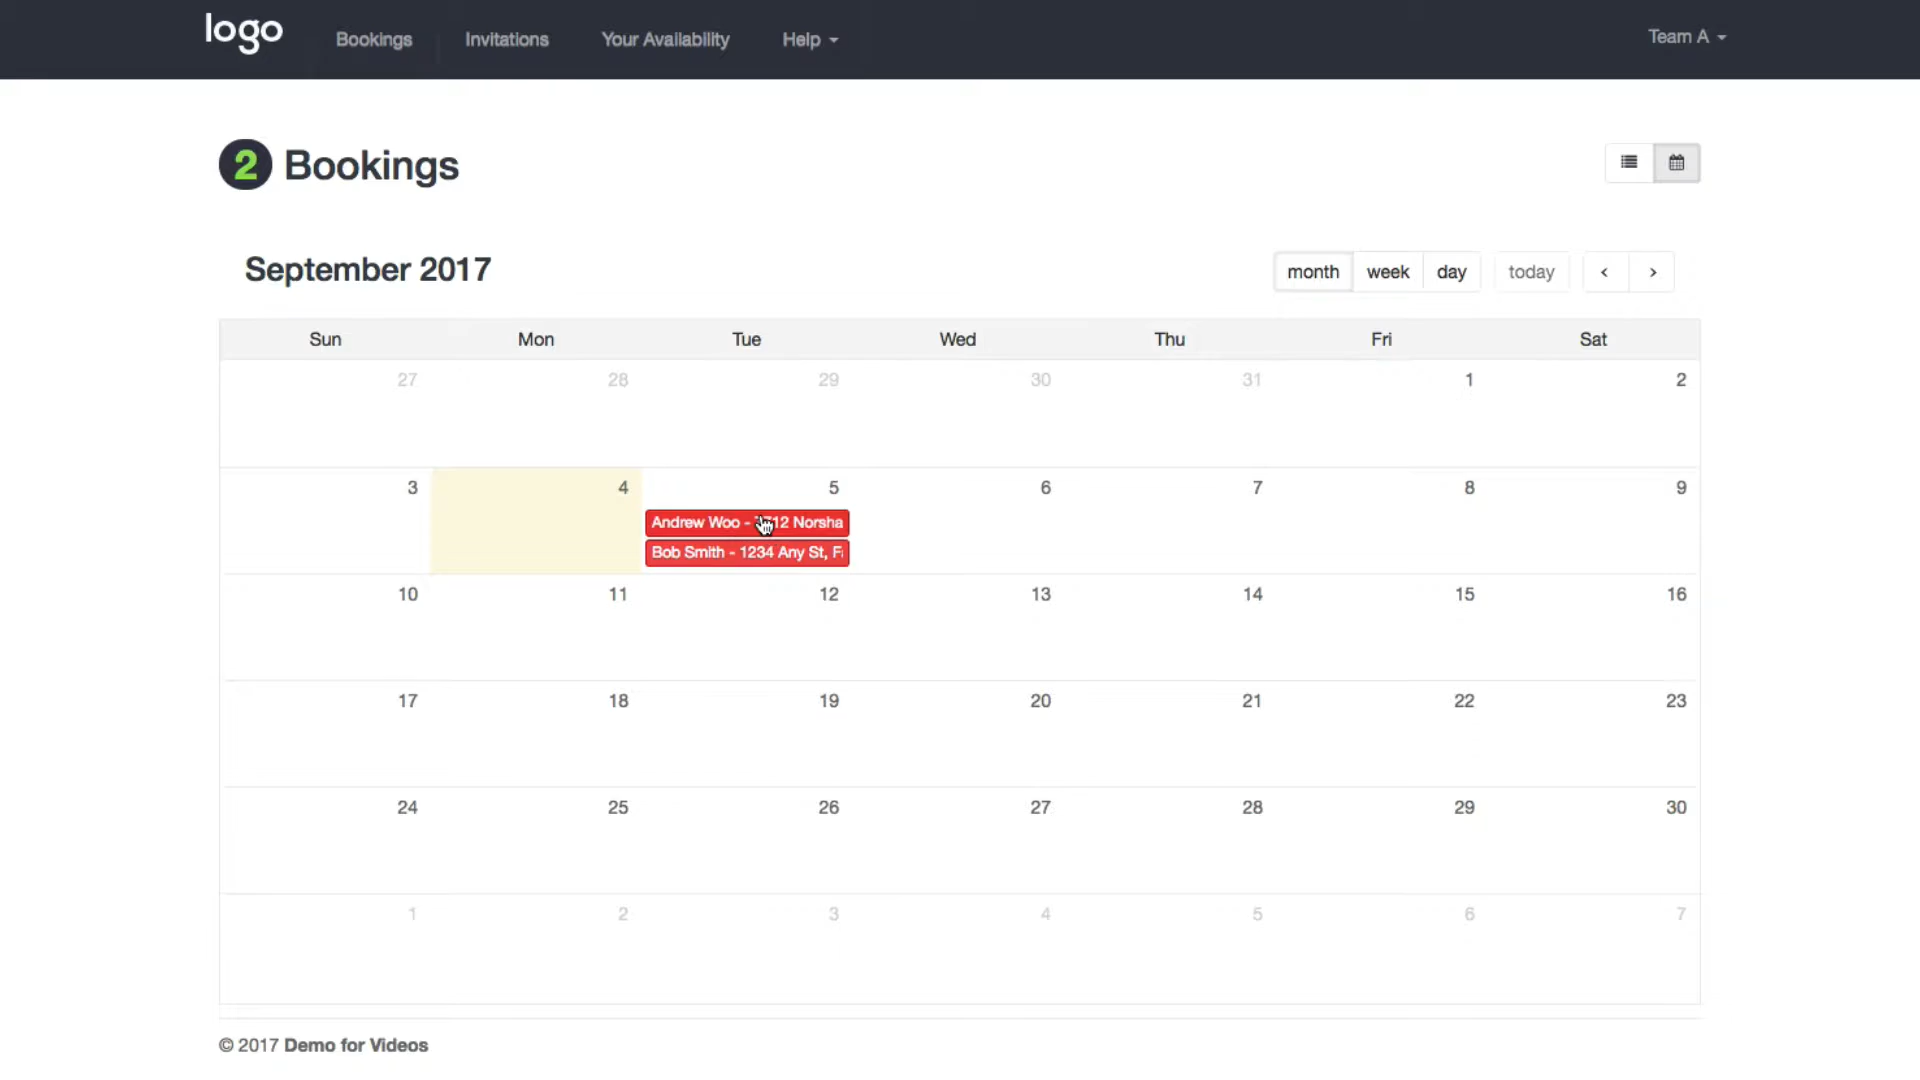 logo
Bookings Invitations Your Availability Help Team A
2 Bookings
September 2017 month week day today < >
Sun Mon Tue Wed Thu Fri Sat
27 28 29 30 31 1 2
3 4 5 6 7 8 9
Andrew Woo - 12 Norsha
Bob Smith - 1234 Any St, F
10 11 12 13 14 15 16
17 18 19 20 21 22 23
24 25 26 27 28 29 30
1 2 3 4 5 6 7
© 2017 Demo for Videos